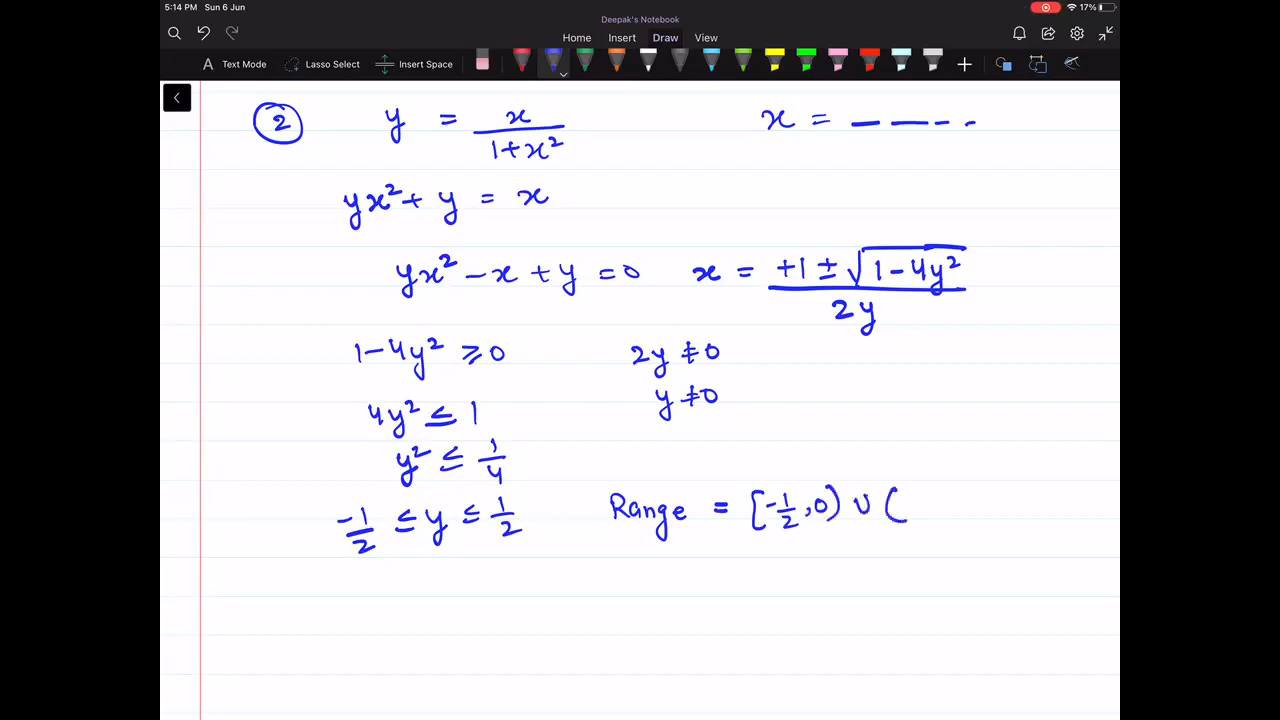 5:14 PM Sun 6 Jun 17%
Deepak's Notebook
Home Insert Draw View
A Text Mode Lasso Select Insert Space
② y = x/(1+x²) x = _ _ _ _
yx² + y = x
yx² - x + y = 0 x = (+1 ± √(1-4y²))/(2y)
1-4y² ≥ 0 2y ≠ 0
y ≠ 0
4y² ≤ 1
y² ≤ 1/4
-1/2 ≤ y ≤ 1/2 Range = [-1/2, 0) ∪ (